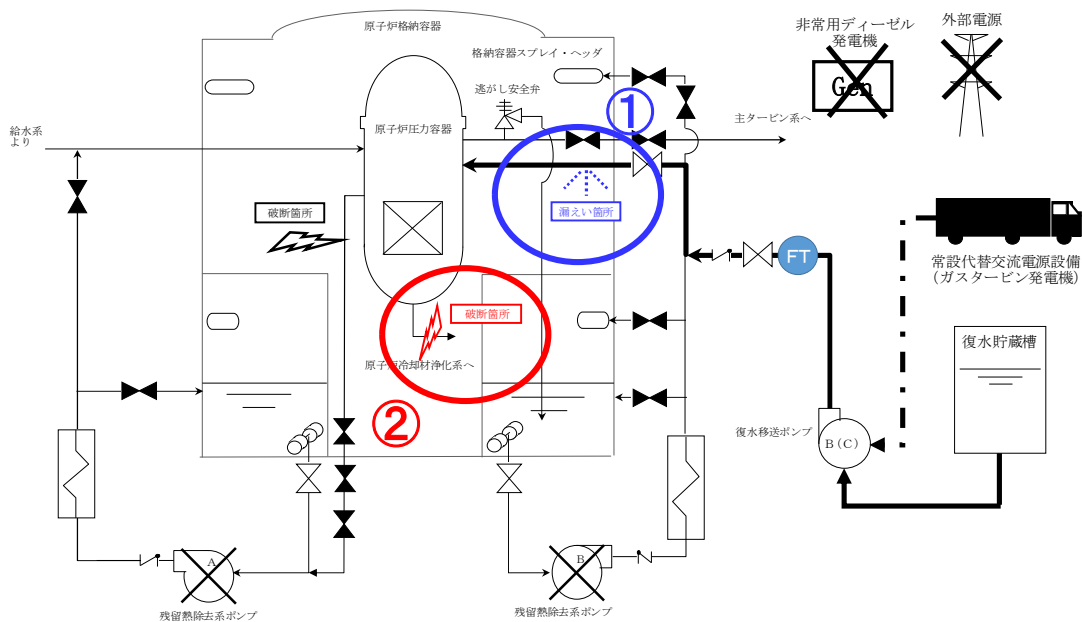 原子炉格納容器
非常用ディーゼル
発電機
外部電源
格納容器スプレイ・ヘッダ
逃がし安全弁
Gen
①
原子炉圧力容器
主タービン系へ
給水系
より
破断箇所
漏えい箇所
FT
常設代替交流電源設備
（ガスタービン発電機）
破断箇所
原子炉冷却材浄化系へ
復水貯蔵槽
②
復水移送ポンプ
B(C)
A
B
残留熱除去系ポンプ
残留熱除去系ポンプ